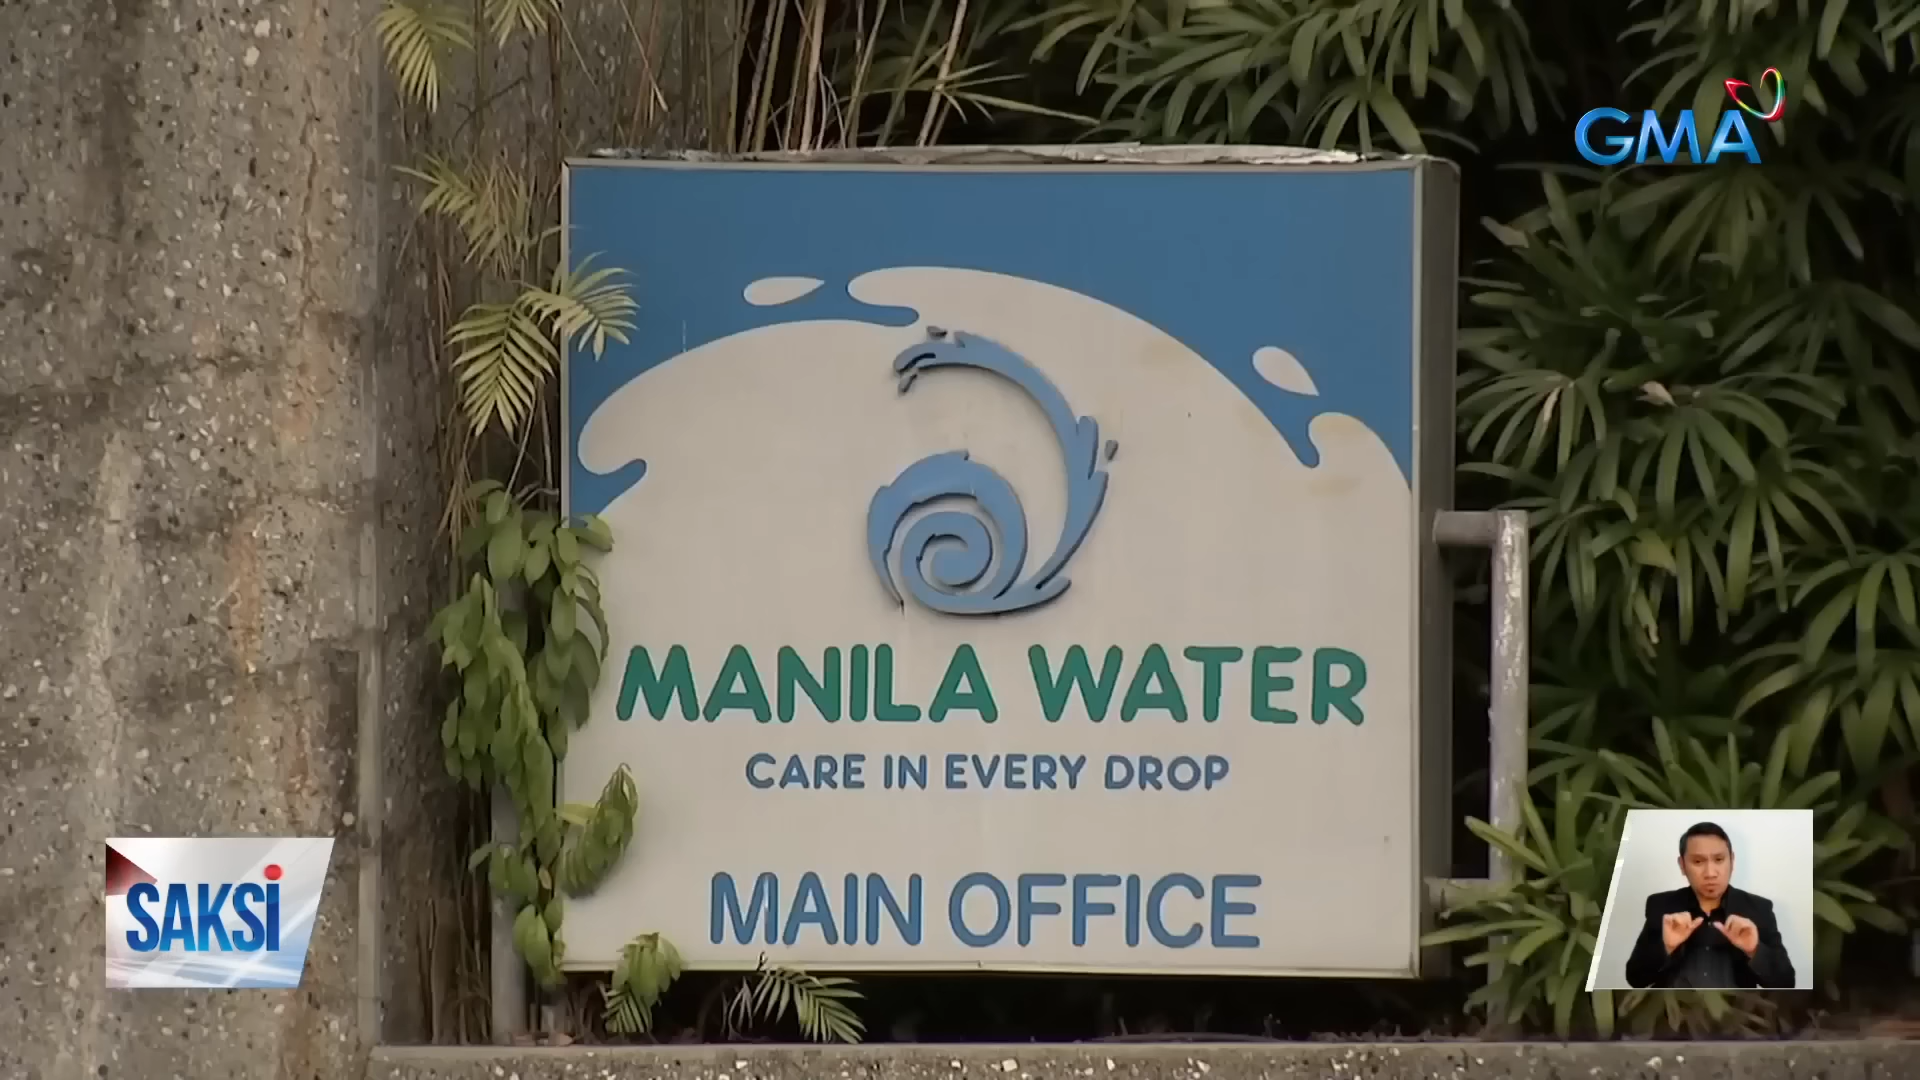 GMA
MANILA WATER
CARE IN EVERY DROP
MAIN OFFICE
SAKSI